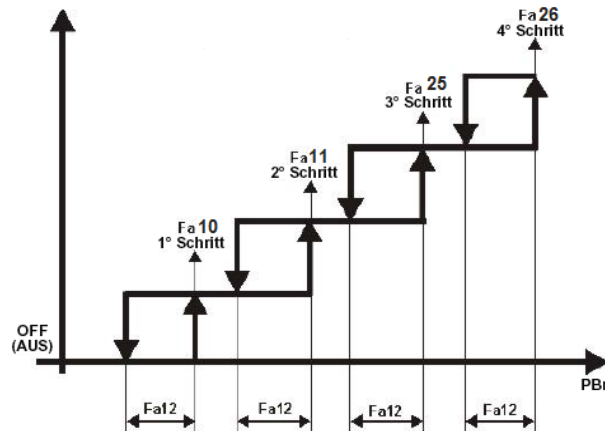 Fa 26
4° Schritt
Fa 25
3° Schritt
Fa11
2° Schritt
Fa10
1° Schritt
OFF
(AUS)
PBr
Fa12
Fa12
Fa12
Fa12